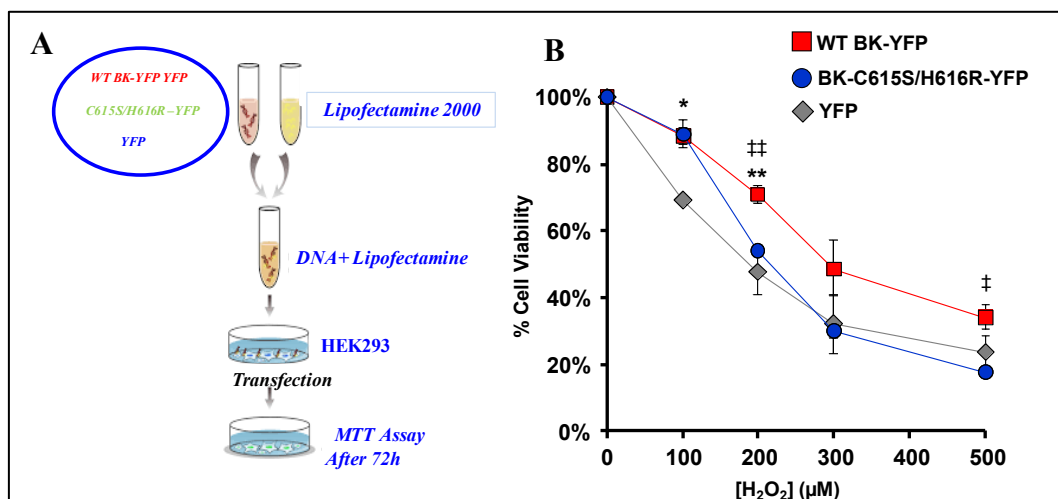 A
WT BK-YFP YFP
C615S/H616R–YFP
YFP
Lipofectamine 2000
DNA+ Lipofectamine
HEK293
Transfection
MTT Assay
After 72h
B
WT BK-YFP
BK-C615S/H616R-YFP
YFP
% Cell Viability
100%
80%
60%
40%
20%
0%
*
‡‡
**
‡
0 100 200 300 400 500
[H₂O₂] (µM)